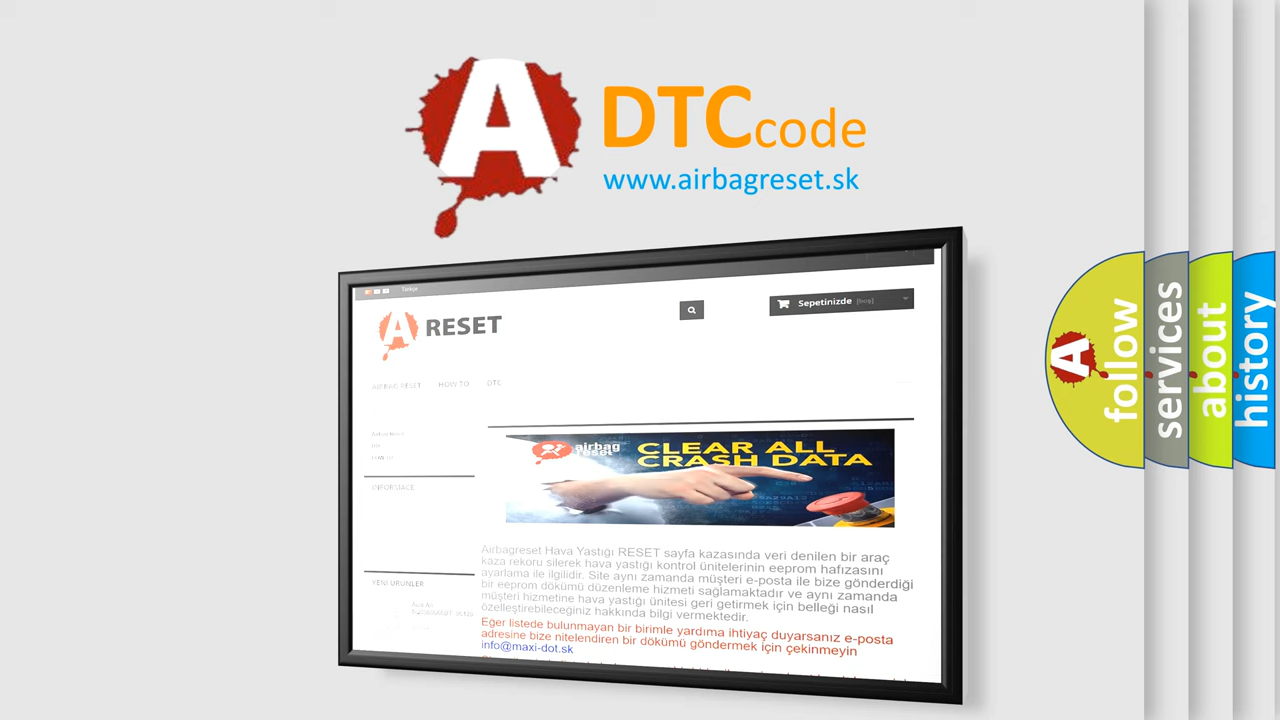 A DTC code
www.airbagreset.sk
Türkçe
A RESET
Sepetinizde [boş]
AIRBAG RESET HOW TO DTC
INFORMACE
airbag
reset
CLEAR ALL
CRASH DATA
Airbagreset Hava Yastığı RESET sayfa kazasında veri denilen bir araç
kaza rekoru silerek hava yastığı kontrol ünitelerinin eeprom hafızasını
ayarlama ile ilgilidir. Site aynı zamanda müşteri e-posta ile bize gönderdiği
bir eeprom dökümü düzenleme hizmeti sağlamaktadır ve aynı zamanda
müşteri hizmetine hava yastığı ünitesi geri getirmek için belleği nasıl
özelleştirebileceğiniz hakkında bilgi vermektedir.
Eğer listede bulunmayan bir birimle yardıma ihtiyaç duyarsanız e-posta
adresine bize nitelendiren bir dökümü göndermek için çekinmeyin
info@maxi-dot.sk
YENI ÜRÜNLER
A follow
services
about
history